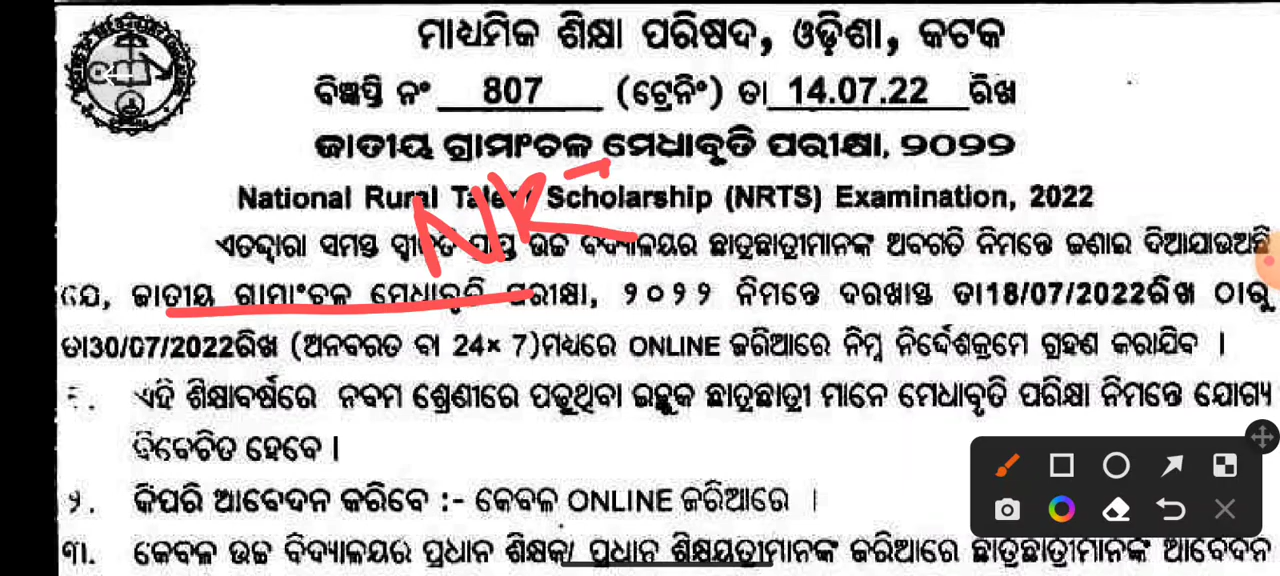 ମାଧ୍ୟମିକ ଶିକ୍ଷା ପରିଷଦ, ଓଡ଼ିଶା, କଟକ
ବିଜ୍ଞପ୍ତି ନଂ 807 (ଟ୍ରେନିଂ) ତା 14.07.22 ରିଖ
ଜାତୀୟ ଗ୍ରାମାଂଚଳ ମେଧାବୃତି ପରୀକ୍ଷା, ୨୦୨୨
National Rural Talent Scholarship (NRTS) Examination, 2022
ଏତଦ୍ଦ୍ୱାରା ସମସ୍ତ ସ୍ୱୀକୃତି ପ୍ରାପ୍ତ ଉଚ୍ଚ ବିଦ୍ୟାଳୟର ଛାତ୍ରଛାତ୍ରୀମାନଙ୍କ ଅବଗତି ନିମନ୍ତେ ଜଣାଇ ଦିଆଯାଉଅଛି
ଯେ, ଜାତୀୟ ଗ୍ରାମାଂଚଳ ମେଧାବୃତି ପରୀକ୍ଷା, ୨୦୨୨ ନିମନ୍ତେ ଦରଖାସ୍ତ ତା18/07/2022ରିଖ ଠାରୁ
ତା30/07/2022ରିଖ (ଅନବରତ ବା 24× 7)ମଧ୍ୟରେ ONLINE ଜରିଆରେ ନିମ୍ନ ନିର୍ଦ୍ଦେଶକ୍ରମେ ଗ୍ରହଣ କରାଯିବ ।
ଏହି ଶିକ୍ଷାବର୍ଷରେ ନବମ ଶ୍ରେଣୀରେ ପଢୁଥିବା ଇଚ୍ଛୁକ ଛାତ୍ରଛାତ୍ରୀ ମାନେ ମେଧାବୃତି ପରିକ୍ଷା ନିମନ୍ତେ ଯୋଗ୍ୟ
ବିବେଚିତ ହେବେ ।
୨. କିପରି ଆବେଦନ କରିବେ :- କେବଳ ONLINE ଜରିଆରେ ।
୩. କେବଳ ଉଚ୍ଚ ବିଦ୍ୟାଳୟର ପ୍ରଧାନ ଶିକ୍ଷକ/ ପ୍ରଧାନ ଶିକ୍ଷୟତ୍ରୀମାନଙ୍କ ଜରିଆରେ ଛାତ୍ରଛାତ୍ରୀମାନଙ୍କ ଆବେଦନ